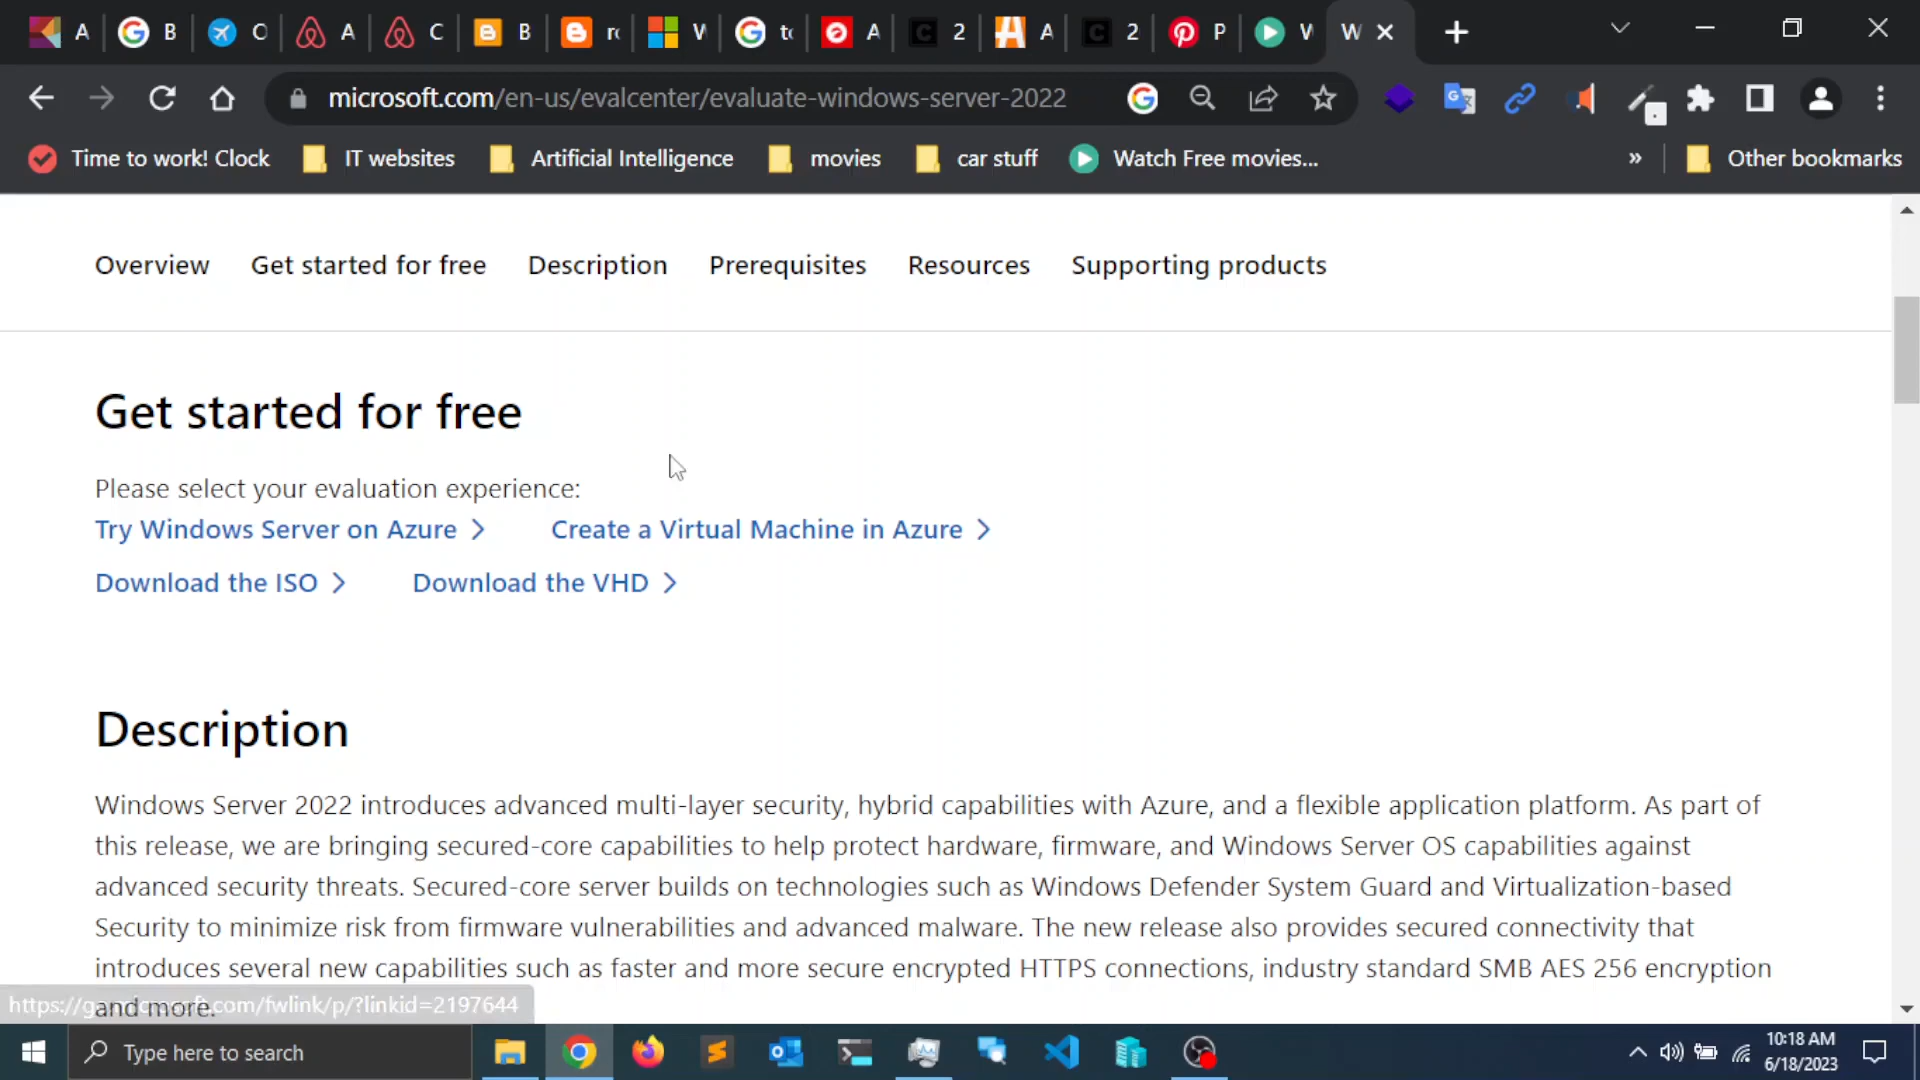 A B O A C B r W t A 2 A 2 P W W
microsoft.com/en-us/evalcenter/evaluate-windows-server-2022
Time to work! Clock IT websites Artificial Intelligence movies car stuff Watch Free movies... » Other bookmarks
Overview Get started for free Description Prerequisites Resources Supporting products
Get started for free
Please select your evaluation experience:
Try Windows Server on Azure Create a Virtual Machine in Azure
Download the ISO Download the VHD
Description
Windows Server 2022 introduces advanced multi-layer security, hybrid capabilities with Azure, and a flexible application platform. As part of
this release, we are bringing secured-core capabilities to help protect hardware, firmware, and Windows Server OS capabilities against
advanced security threats. Secured-core server builds on technologies such as Windows Defender System Guard and Virtualization-based
Security to minimize risk from firmware vulnerabilities and advanced malware. The new release also provides secured connectivity that
introduces several new capabilities such as faster and more secure encrypted HTTPS connections, industry standard SMB AES 256 encryption
and more.
https://go.microsoft.com/fwlink/p/?linkid=2197644
Type here to search
10:18 AM
6/18/2023